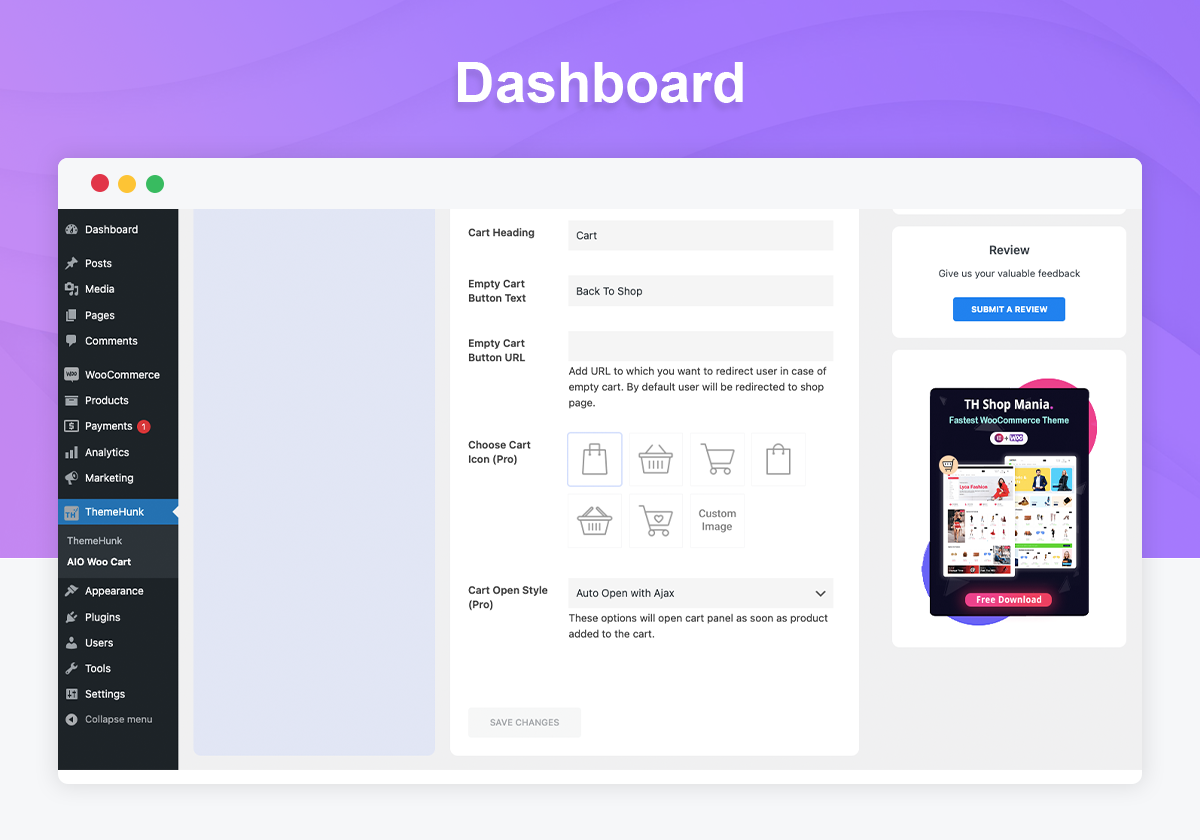 Dashboard
Dashboard
Posts
Media
Pages
Comments
WooCommerce
Products
Payments 1
Analytics
Marketing
ThemeHunk
ThemeHunk
AIO Woo Cart
Appearance
Plugins
Users
Tools
Settings
Collapse menu
Cart Heading
Cart
Empty Cart
Button Text
Back To Shop
Empty Cart
Button URL
Add URL to which you want to redirect user in case of
empty cart. By default user will be redirected to shop
page.
Choose Cart
Icon (Pro)
Custom
Image
Cart Open Style
(Pro)
Auto Open with Ajax
These options will open cart panel as soon as product
added to the cart.
SAVE CHANGES
Review
Give us your valuable feedback
SUBMIT A REVIEW
TH Shop Mania.
Fastest WooCommerce Theme
Lyca Fashion
Free Download